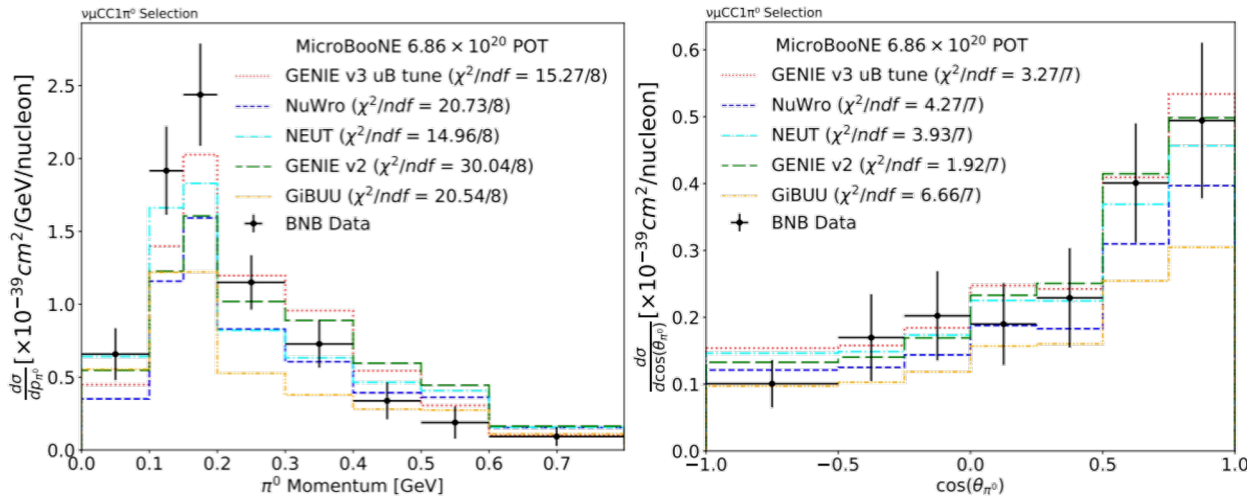 νμCC1π⁰ Selection
MicroBooNE 6.86 × 10²⁰ POT
GENIE v3 uB tune (χ²/ndf = 15.27/8)
NuWro (χ²/ndf = 20.73/8)
NEUT (χ²/ndf = 14.96/8)
GENIE v2 (χ²/ndf = 30.04/8)
GiBUU (χ²/ndf = 20.54/8)
BNB Data
dσ/dp_π⁰ [×10⁻³⁹cm²/GeV/nucleon]
2.5
2.0
1.5
1.0
0.5
0.0
0.0 0.1 0.2 0.3 0.4 0.5 0.6 0.7
π⁰ Momentum [GeV]
νμCC1π⁰ Selection
MicroBooNE 6.86 × 10²⁰ POT
GENIE v3 uB tune (χ²/ndf = 3.27/7)
NuWro (χ²/ndf = 4.27/7)
NEUT (χ²/ndf = 3.93/7)
GENIE v2 (χ²/ndf = 1.92/7)
GiBUU (χ²/ndf = 6.66/7)
BNB Data
dσ/dcos(θ_π⁰) [×10⁻³⁹cm²/nucleon]
0.6
0.5
0.4
0.3
0.2
0.1
0.0
−1.0 −0.5 0.0 0.5 1.0
cos(θ_π⁰)